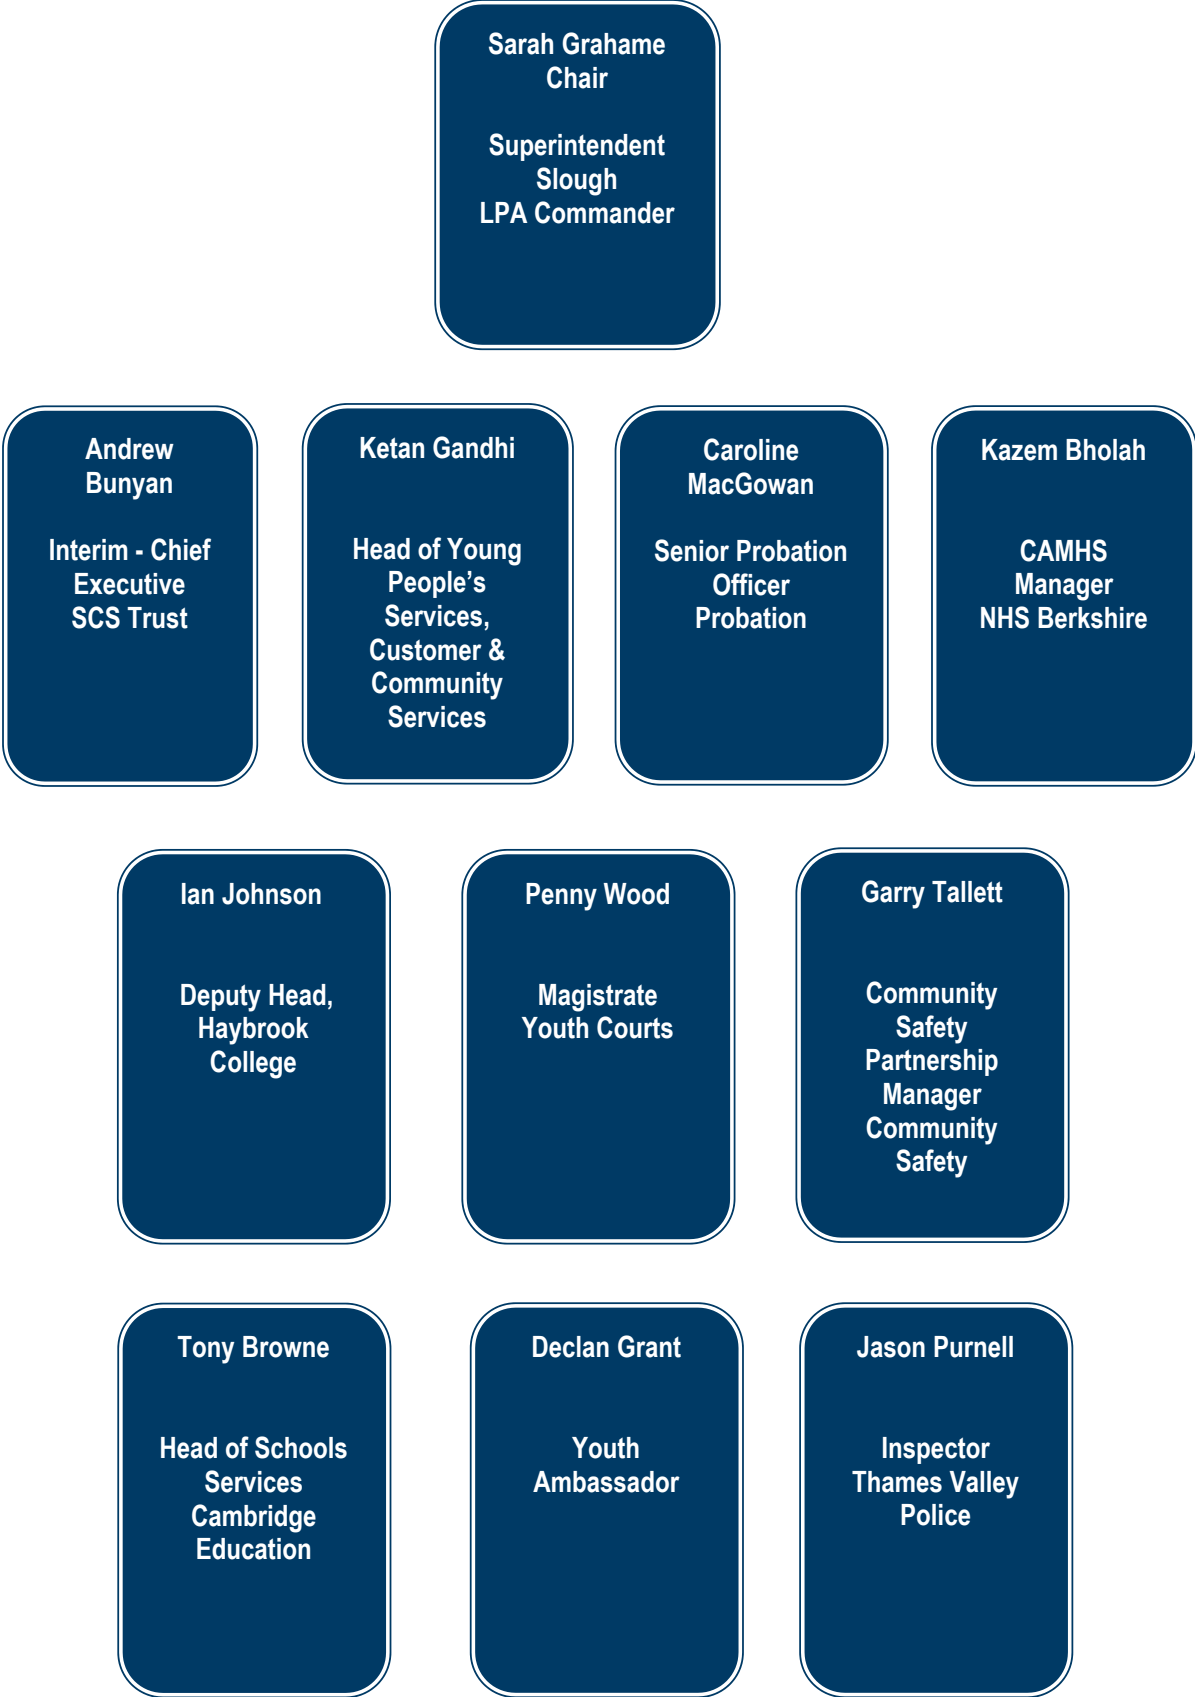 Sarah Grahame
Chair
Superintendent
Slough
LPA Commander
Andrew
Bunyan
Interim - Chief
Executive
SCS Trust
Ketan Gandhi
Head of Young
People’s
Services,
Customer &
Community
Services
Caroline
MacGowan
Senior Probation
Officer
Probation
Kazem Bholah
CAMHS
Manager
NHS Berkshire
Ian Johnson
Deputy Head,
Haybrook
College
Penny Wood
Magistrate
Youth Courts
Garry Tallett
Community
Safety
Partnership
Manager
Community
Safety
Tony Browne
Head of Schools
Services
Cambridge
Education
Declan Grant
Youth
Ambassador
Jason Purnell
Inspector
Thames Valley
Police